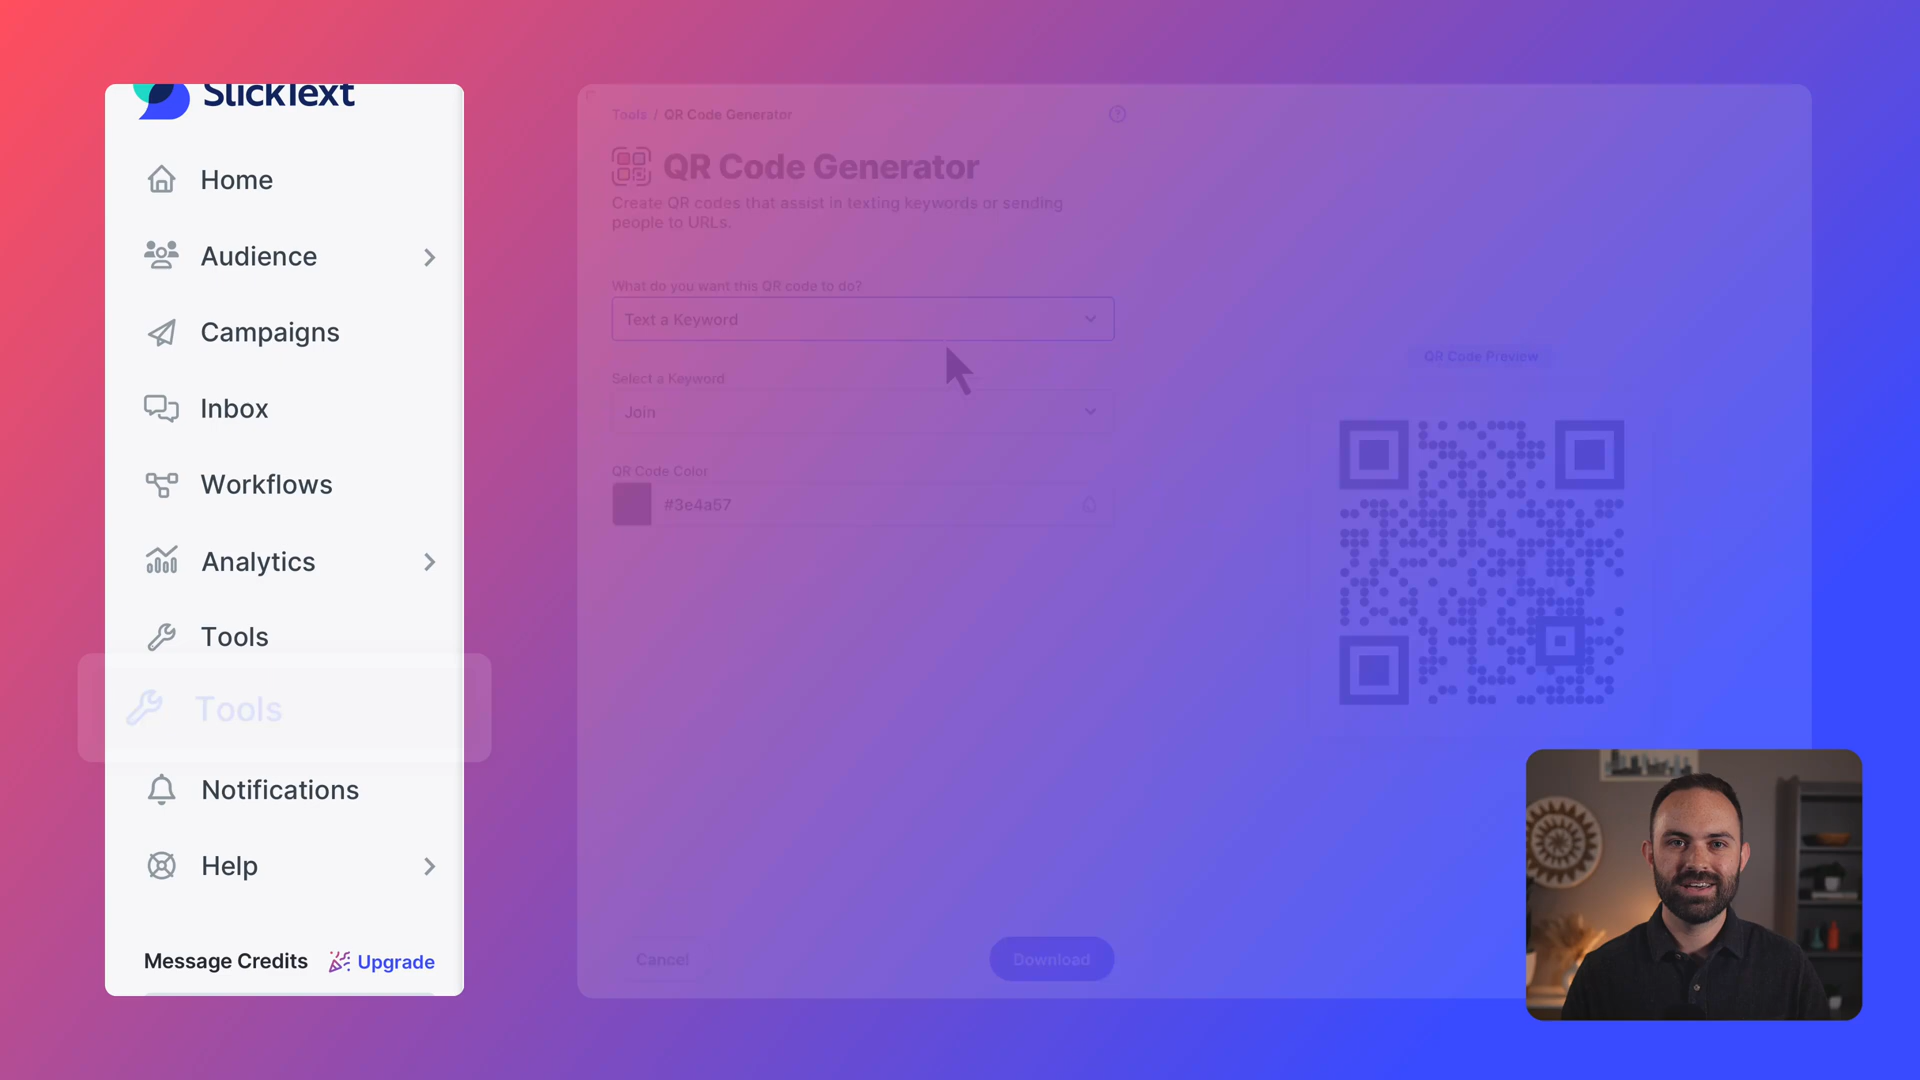 SlickText
Home
Audience
Campaigns
Inbox
Workflows
Analytics
Tools
Tools
Notifications
Help
Message Credits
Upgrade
Tools / QR Code Generator
QR Code Generator
Create QR codes that assist in texting keywords or sending
people to URLs.
What do you want this QR code to do?
Text a Keyword
Select a Keyword
Join
QR Code Color
#3e4a57
QR Code Preview
Cancel
Download